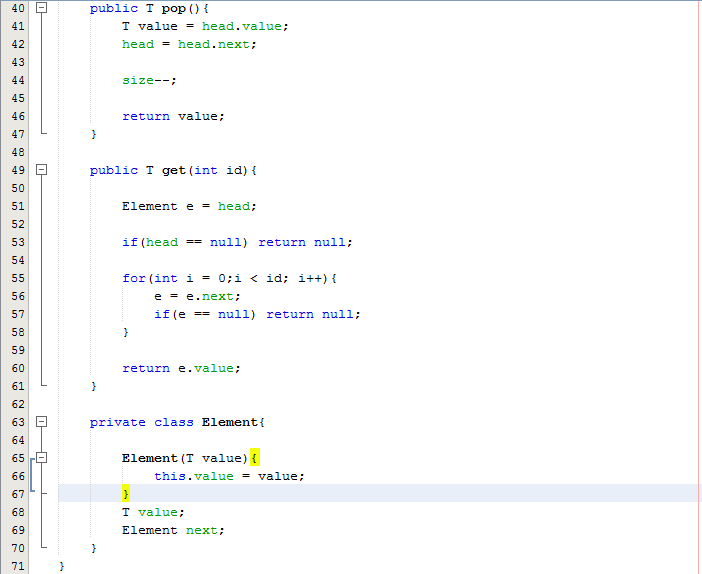 40 public T pop(){
41 T value = head.value;
42 head = head.next;
43
44 size--;
45
46 return value;
47 }
48
49 public T get(int id){
50
51 Element e = head;
52
53 if(head == null) return null;
54
55 for(int i = 0;i < id; i++){
56 e = e.next;
57 if(e == null) return null;
58 }
59
60 return e.value;
61 }
62
63 private class Element{
64
65 Element(T value){
66 this.value = value;
67 }
68 T value;
69 Element next;
70 }
71 }